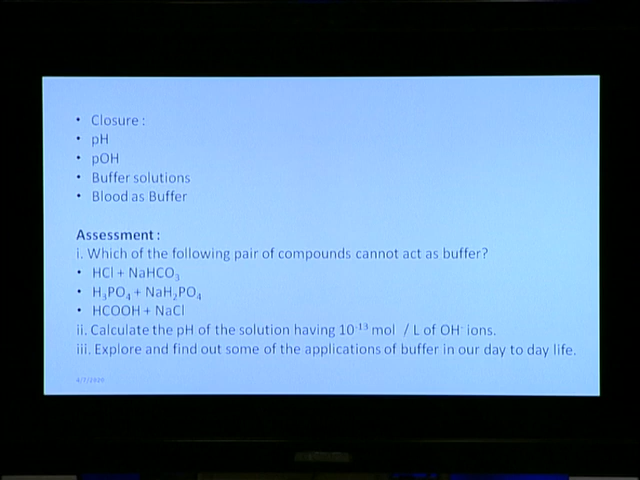 • Closure :
• pH
• pOH
• Buffer solutions
• Blood as Buffer
Assessment :
i. Which of the following pair of compounds cannot act as buffer?
• HCl + NaHCO₃
• H₃PO₄ + NaH₂PO₄
• HCOOH + NaCl
ii. Calculate the pH of the solution having 10⁻¹³ mol / L of OH⁻ ions.
iii. Explore and find out some of the applications of buffer in our day to day life.
4/7/2020